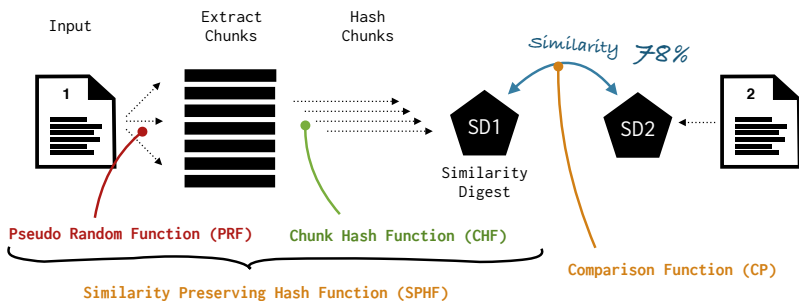 Input
Extract
Chunks
Hash
Chunks
Similarity 78%
1
SD1
SD2
2
Similarity
Digest
Pseudo Random Function (PRF)
Chunk Hash Function (CHF)
Comparison Function (CP)
Similarity Preserving Hash Function (SPHF)